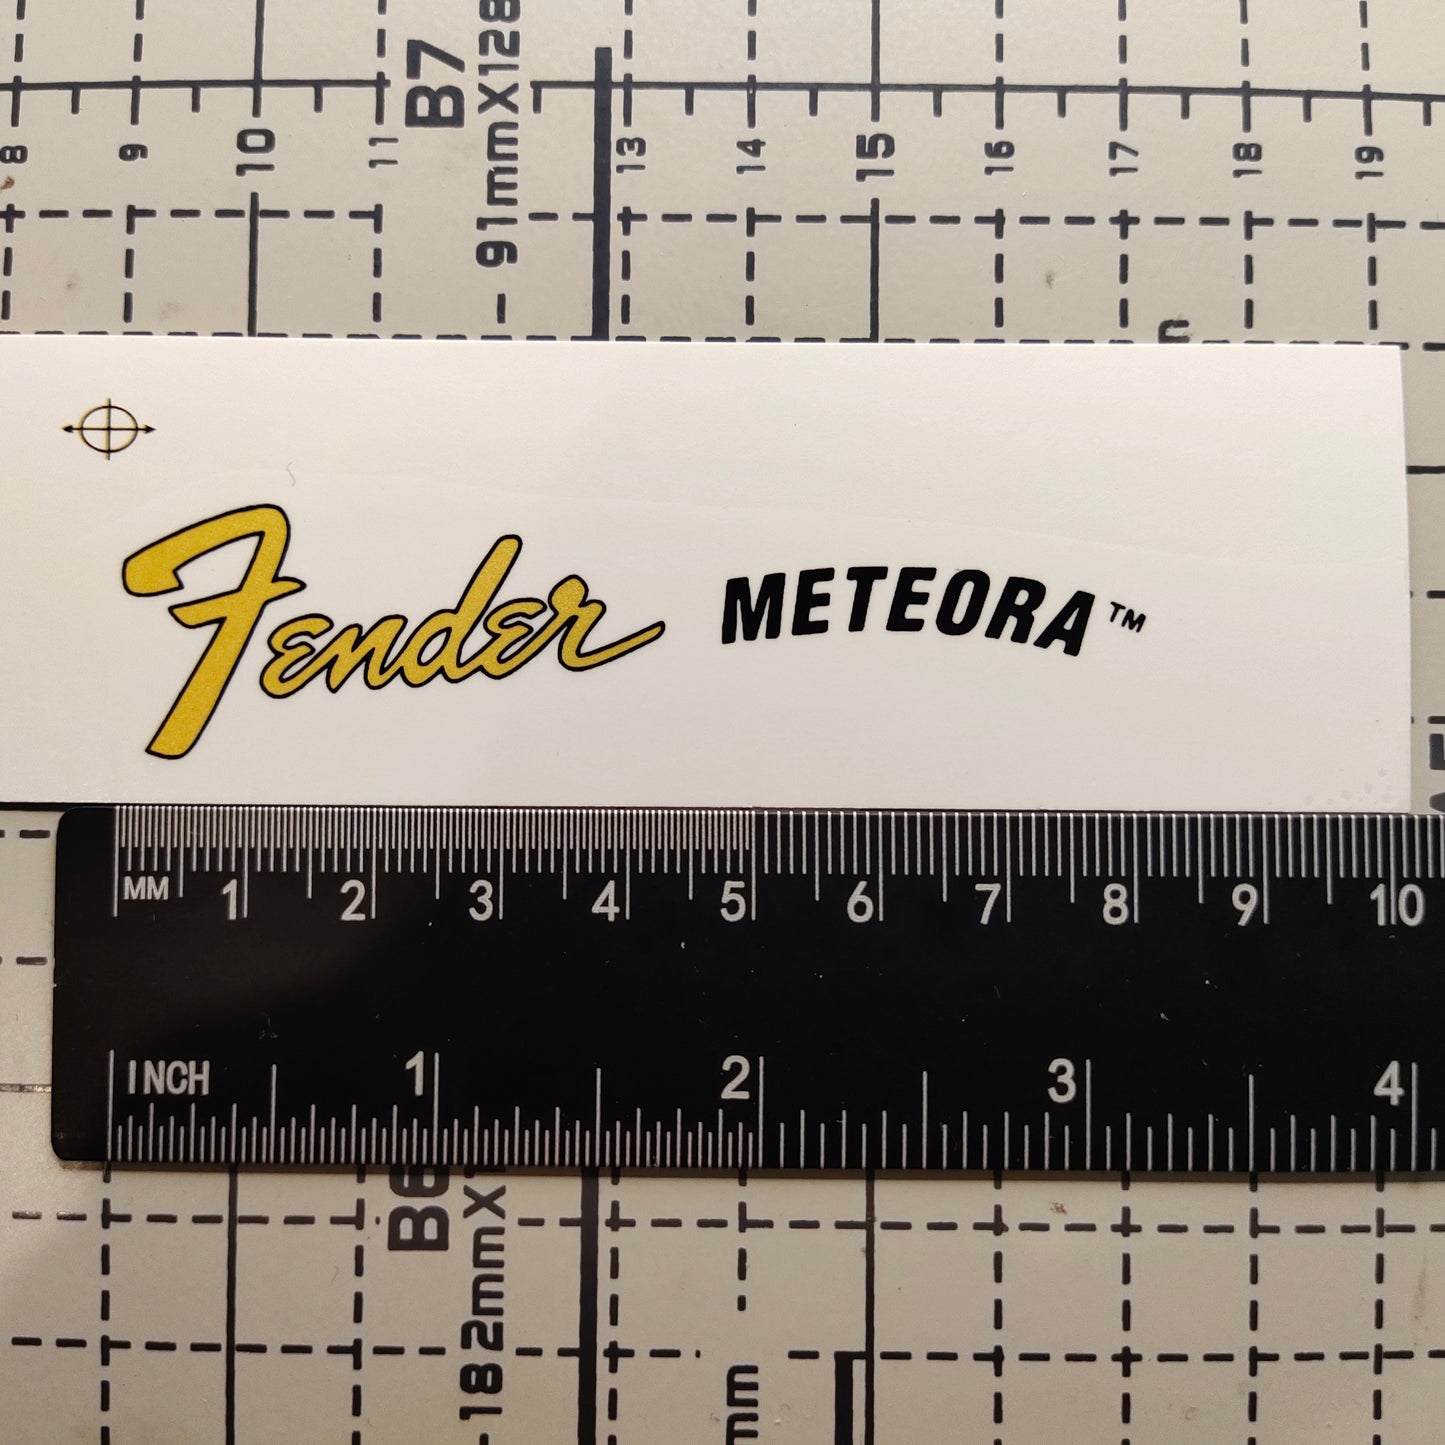 8 9 10 11 13 14 15 16 17 18 19
B7
91mmX128
Fender METEORA™
MM 1 2 3 4 5 6 7 8 9 10
INCH 1 2 3 4
B6
182mmX1
mm